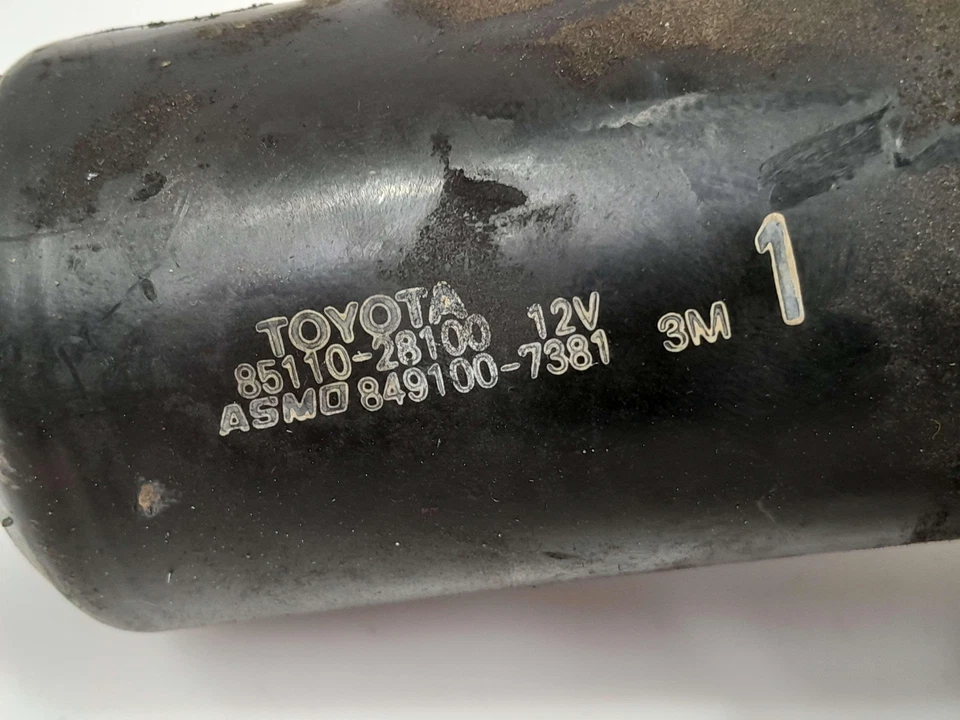 TOYOTA
85110-28100 12V
ASMO 849100-7381 3M 1